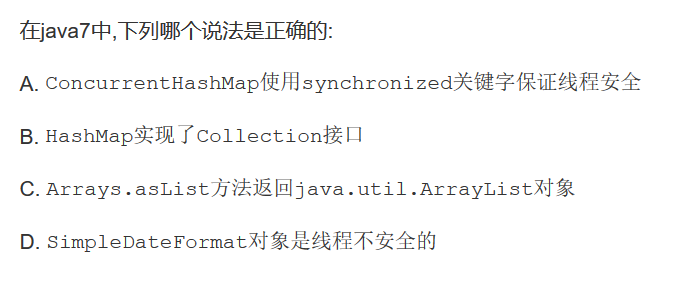 在java7中,下列哪个说法是正确的:
A. ConcurrentHashMap使用synchronized关键字保证线程安全
B. HashMap实现了Collection接口
C. Arrays.asList方法返回java.util.ArrayList对象
D. SimpleDateFormat对象是线程不安全的